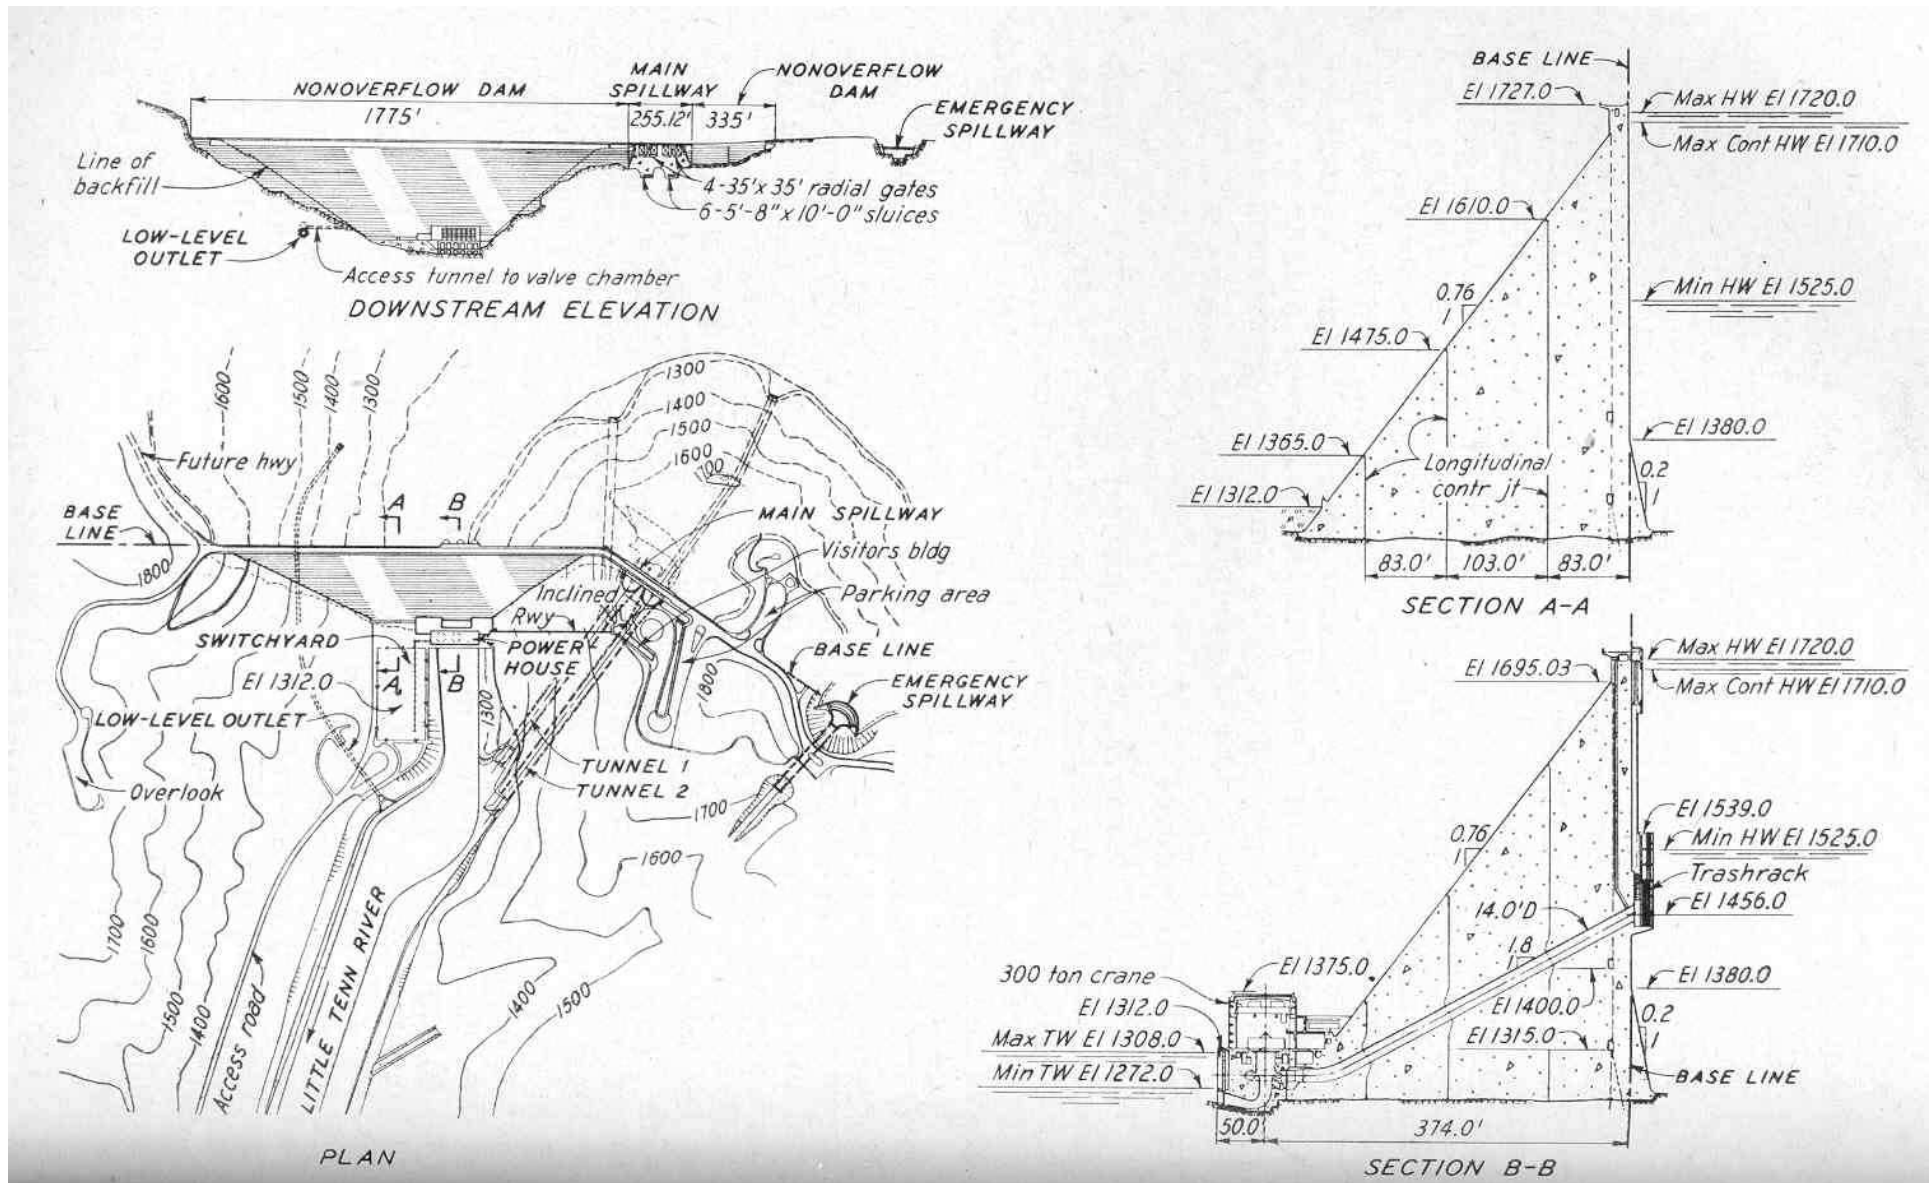 NONOVERFLOW DAM
1775'
MAIN
SPILLWAY
255.12'
NONOVERFLOW
DAM
335'
EMERGENCY
SPILLWAY
Line of
backfill
4-35'x35' radial gates
6-5'-8"x10'-0" sluices
LOW-LEVEL
OUTLET
Access tunnel to valve chamber
DOWNSTREAM ELEVATION
1600
1500
1400
1300
1300
1400
1500
1600
1700
Future hwy
A
B
BASE
LINE
MAIN SPILLWAY
Visitors bldg
1800
Inclined
Rwy
Parking area
SWITCHYARD
POWER
HOUSE
BASE LINE
El 1312.0
A
B
1300
1800
EMERGENCY
SPILLWAY
LOW-LEVEL OUTLET
TUNNEL 1
TUNNEL 2
Overlook
1700
1600
1700
1600
1500
1400
Access road
LITTLE TENN RIVER
1400
1500
PLAN
BASE LINE
El 1727.0
Max HW El 1720.0
Max Cont HW El 1710.0
El 1610.0
Min HW El 1525.0
0.76
1
El 1475.0
El 1380.0
El 1365.0
Longitudinal
contr jt
0.2
1
El 1312.0
83.0'
103.0'
83.0'
SECTION A-A
Max HW El 1720.0
El 1695.03
Max Cont HW El 1710.0
El 1539.0
0.76
1
Min HW El 1525.0
Trashrack
14.0'D
El 1456.0
1.8
1
300 ton crane
El 1375.0
El 1380.0
El 1312.0
El 1400.0
0.2
1
Max TW El 1308.0
El 1315.0
Min TW El 1272.0
BASE LINE
50.0'
374.0'
SECTION B-B